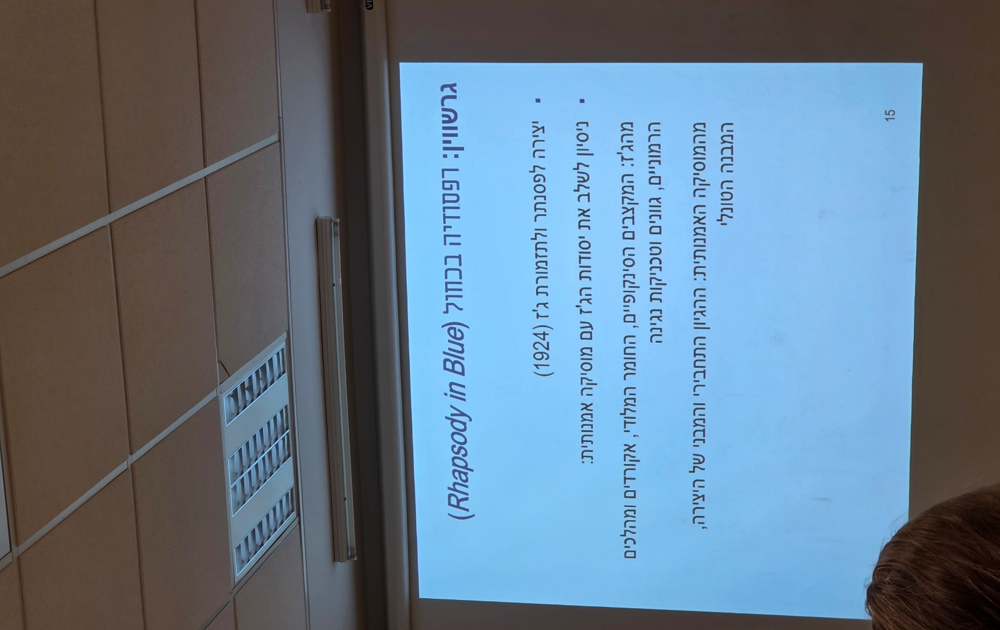 גרשווין: רפסודיה בכחול (Rhapsody in Blue)
▪ יצירה לפסנתר ולתזמורת ג'ז (1924)
▪ ניסיון לשלב את יסודות הג'ז עם מוסיקה אמנותית:
מהג'ז: המקצבים הסינקופיים, החומר המלודי, אקורדים ומהלכים
הרמוניים, גוונים וטכניקות נגינה
מהמוסיקה האמנותית: ההגיון התחבירי והמבני של היצירה,
המבנה הטונלי
15